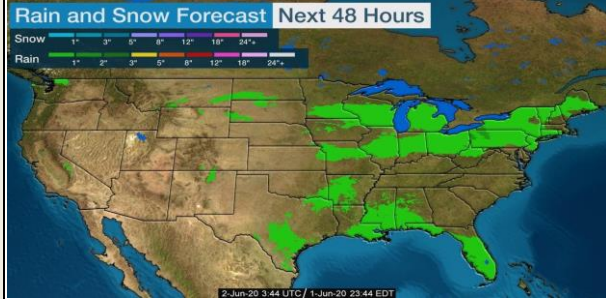 Rain and Snow Forecast Next 48 Hours
Snow
1" 3" 5" 8" 12" 18" 24"+
Rain
1" 2" 3" 5" 8" 12" 18" 24"+
2-Jun-20 3:44 UTC / 1-Jun-20 23:44 EDT